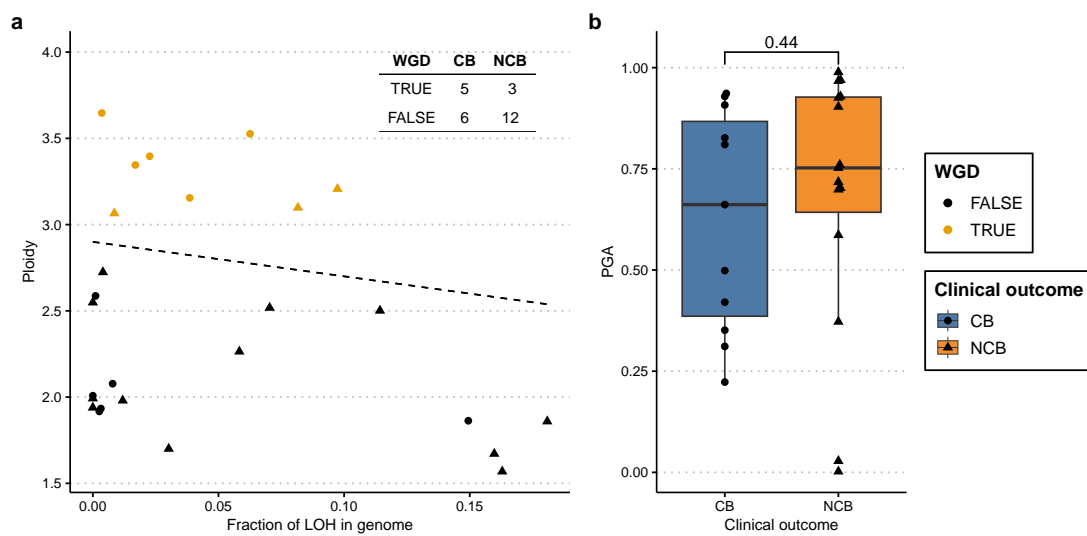 a
4.0
3.5
3.0
2.5
2.0
1.5
Ploidy
WGD CB NCB
TRUE 5 3
FALSE 6 12
0.00 0.05 0.10 0.15
Fraction of LOH in genome
b
0.44
1.00
0.75
0.50
0.25
0.00
PGA
CB NCB
Clinical outcome
WGD
FALSE
TRUE
Clinical outcome
CB
NCB